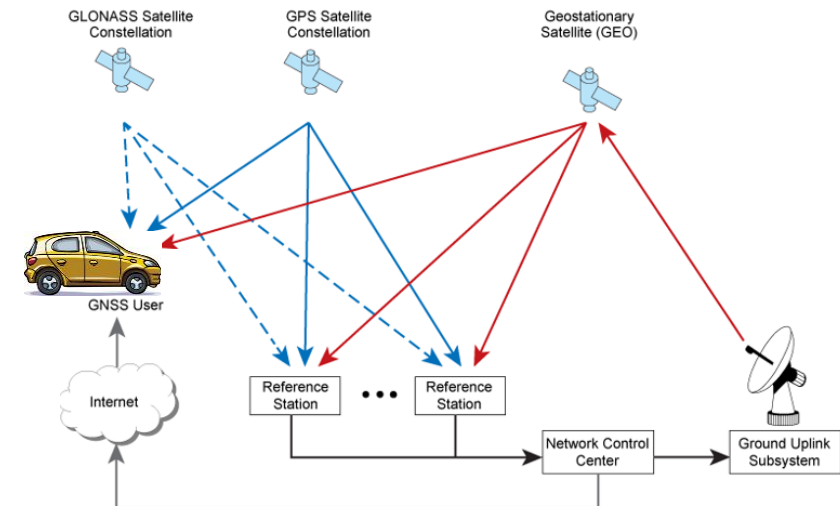 GLONASS Satellite
Constellation
GPS Satellite
Constellation
Geostationary
Satellite (GEO)
GNSS User
Internet
Reference
Station
Reference
Station
Network Control
Center
Ground Uplink
Subsystem